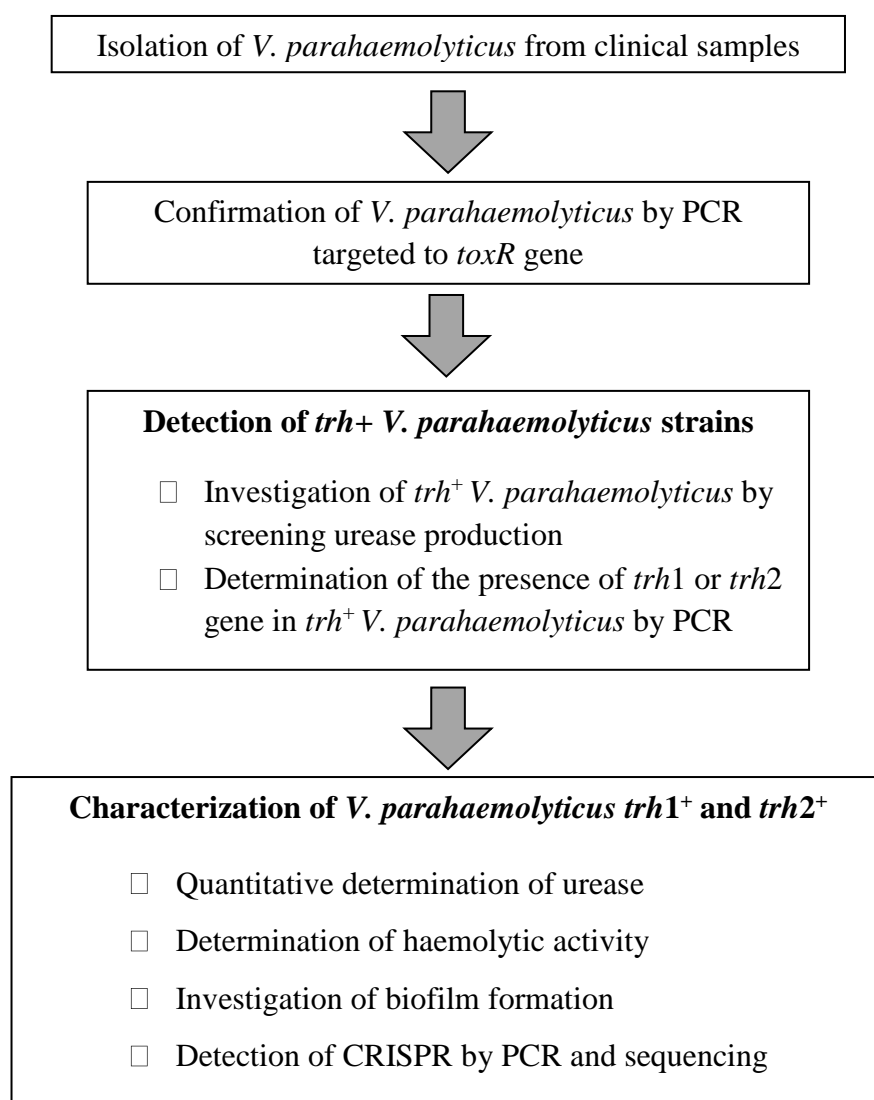 Isolation of V. parahaemolyticus from clinical samples
Confirmation of V. parahaemolyticus by PCR
targeted to toxR gene
Detection of trh+ V. parahaemolyticus strains
□ Investigation of trh⁺ V. parahaemolyticus by
screening urease production
□ Determination of the presence of trh1 or trh2
gene in trh⁺ V. parahaemolyticus by PCR
Characterization of V. parahaemolyticus trh1⁺ and trh2⁺
□ Quantitative determination of urease
□ Determination of haemolytic activity
□ Investigation of biofilm formation
□ Detection of CRISPR by PCR and sequencing